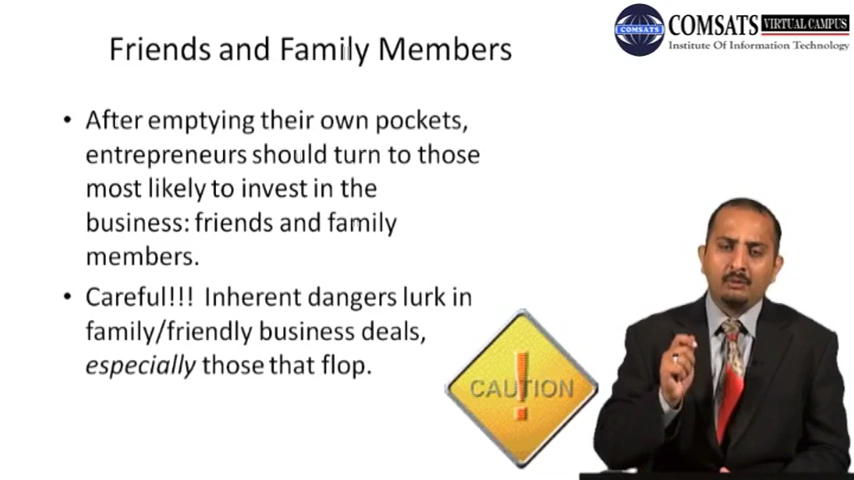 Friends and Family Members
COMSATS
COMSATS VIRTUAL CAMPUS
Institute Of Information Technology
• After emptying their own pockets,
entrepreneurs should turn to those
most likely to invest in the
business: friends and family
members.
• Careful!!! Inherent dangers lurk in
family/friendly business deals,
especially those that flop.
CAUTION
!